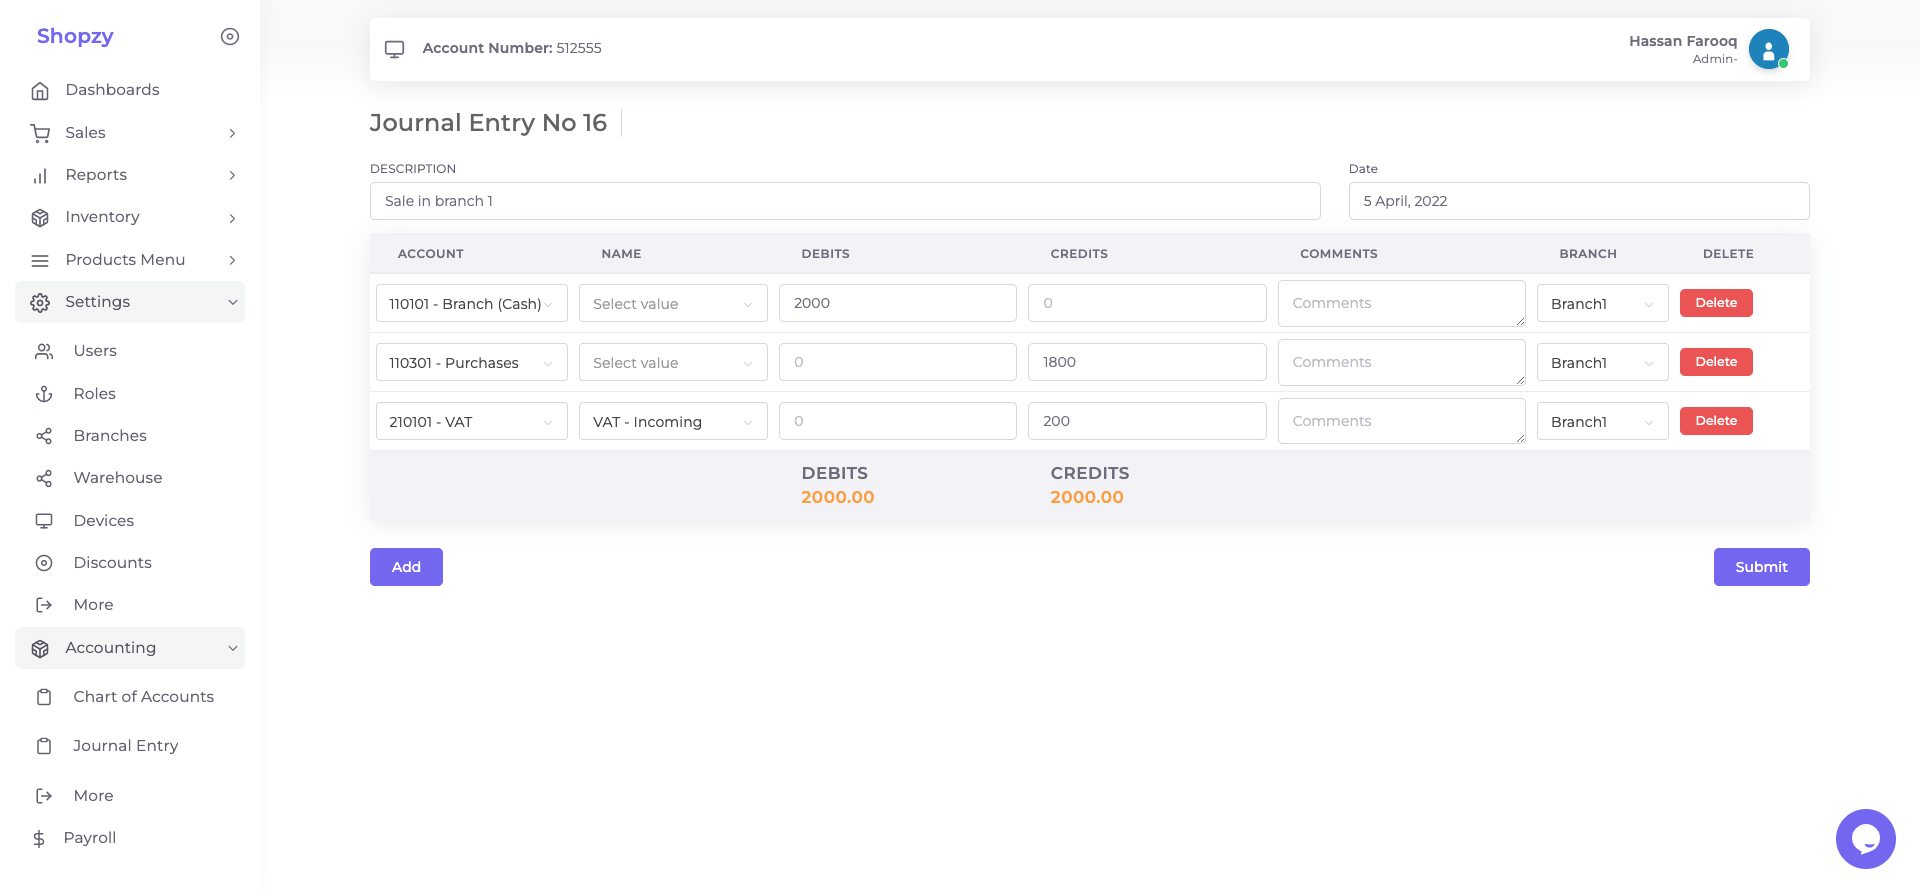 Shopzy
Dashboards
Sales
Reports
Inventory
Products Menu
Settings
Users
Roles
Branches
Warehouse
Devices
Discounts
More
Accounting
Chart of Accounts
Journal Entry
More
Payroll
Account Number: 512555
Hassan Farooq
Admin-
Journal Entry No 16
DESCRIPTION Date
Sale in branch 1 5 April, 2022
ACCOUNT NAME DEBITS CREDITS COMMENTS BRANCH DELETE
110101 - Branch (Cash) Select value 2000 0 Comments Branch1 Delete
110301 - Purchases Select value 0 1800 Comments Branch1 Delete
210101 - VAT VAT - Incoming 0 200 Comments Branch1 Delete
DEBITS CREDITS
2000.00 2000.00
Add Submit